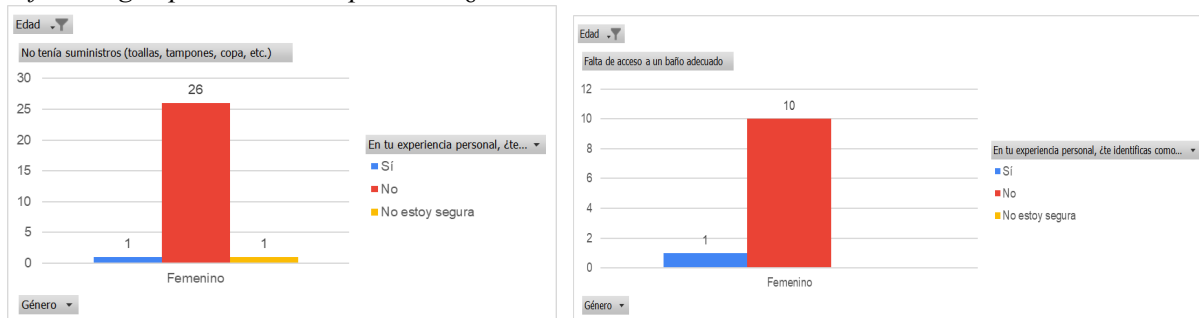 Edad
No tenía suministros (toallas, tampones, copa, etc.)
30
25
20
15
10
5
0
1
26
1
Femenino
En tu experiencia personal, ¿te...
Sí
No
No estoy segura
Género
Edad
Falta de acceso a un baño adecuado
12
10
8
6
4
2
0
1
10
Femenino
En tu experiencia personal, ¿te identificas como...
Sí
No
No estoy segura
Género